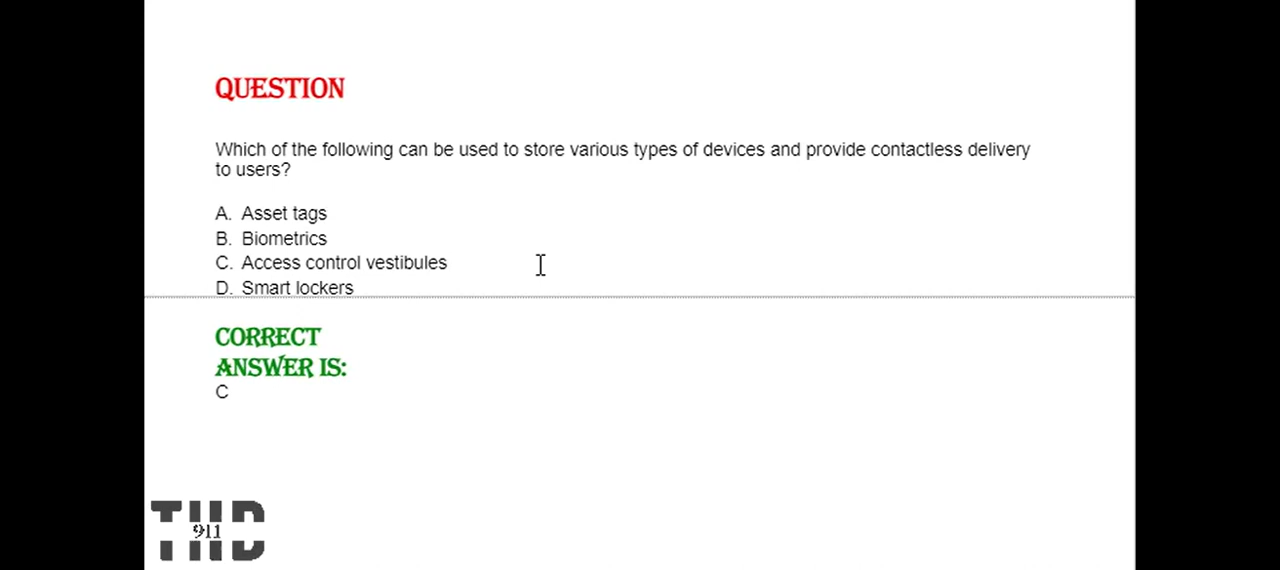 QUESTION
Which of the following can be used to store various types of devices and provide contactless delivery
to users?
A. Asset tags
B. Biometrics
C. Access control vestibules
D. Smart lockers
CORRECT
ANSWER IS:
C
THD
911